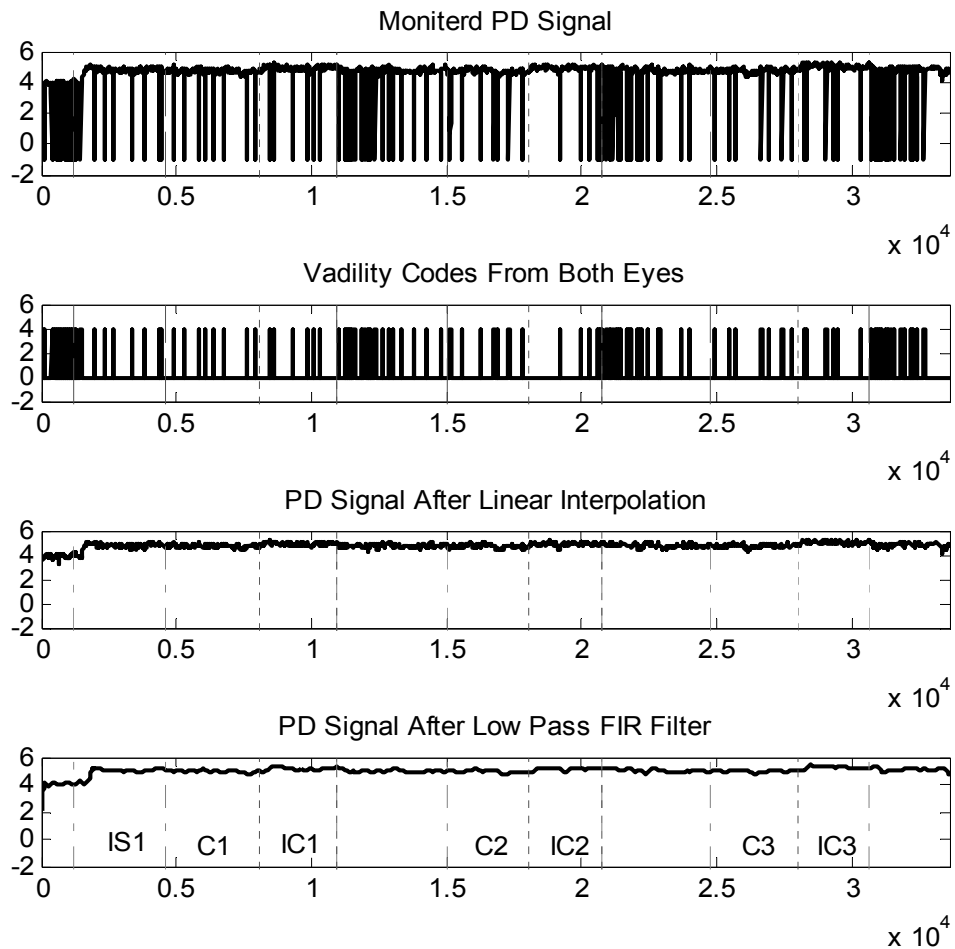 Moniterd PD Signal
6
4
2
0
-2
0 0.5 1 1.5 2 2.5 3
x 10^4
Vadility Codes From Both Eyes
6
4
2
0
-2
0 0.5 1 1.5 2 2.5 3
x 10^4
PD Signal After Linear Interpolation
6
4
2
0
-2
0 0.5 1 1.5 2 2.5 3
x 10^4
PD Signal After Low Pass FIR Filter
6
4
2
0
-2
IS1 C1 IC1 C2 IC2 C3 IC3
0 0.5 1 1.5 2 2.5 3
x 10^4